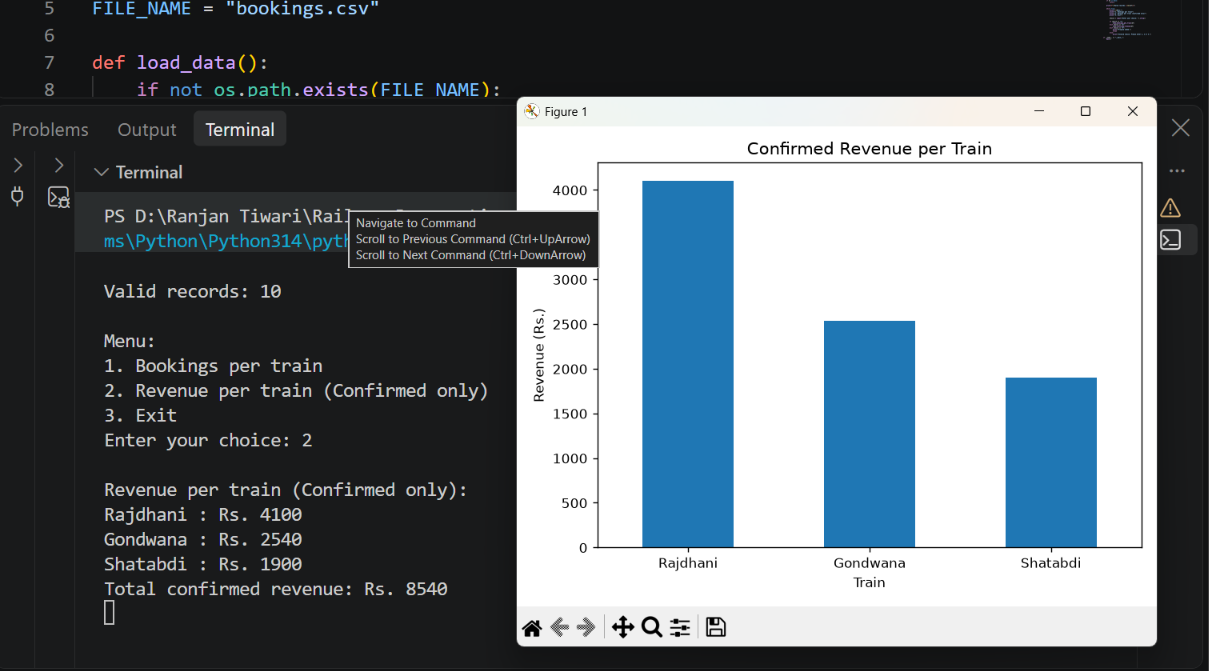 5 FILE_NAME = "bookings.csv"
6
7 def load_data():
8 if not os.path.exists(FILE_NAME):
Problems Output Terminal
Terminal
PS D:\Ranjan Tiwari\Rail
ms\Python\Python314\pyth
Navigate to Command
Scroll to Previous Command (Ctrl+UpArrow)
Scroll to Next Command (Ctrl+DownArrow)
Valid records: 10
Menu:
1. Bookings per train
2. Revenue per train (Confirmed only)
3. Exit
Enter your choice: 2
Revenue per train (Confirmed only):
Rajdhani : Rs. 4100
Gondwana : Rs. 2540
Shatabdi : Rs. 1900
Total confirmed revenue: Rs. 8540
Figure 1
Confirmed Revenue per Train
Revenue (Rs.)
4000
3000
2500
2000
1500
1000
500
0
Rajdhani Gondwana Shatabdi
Train